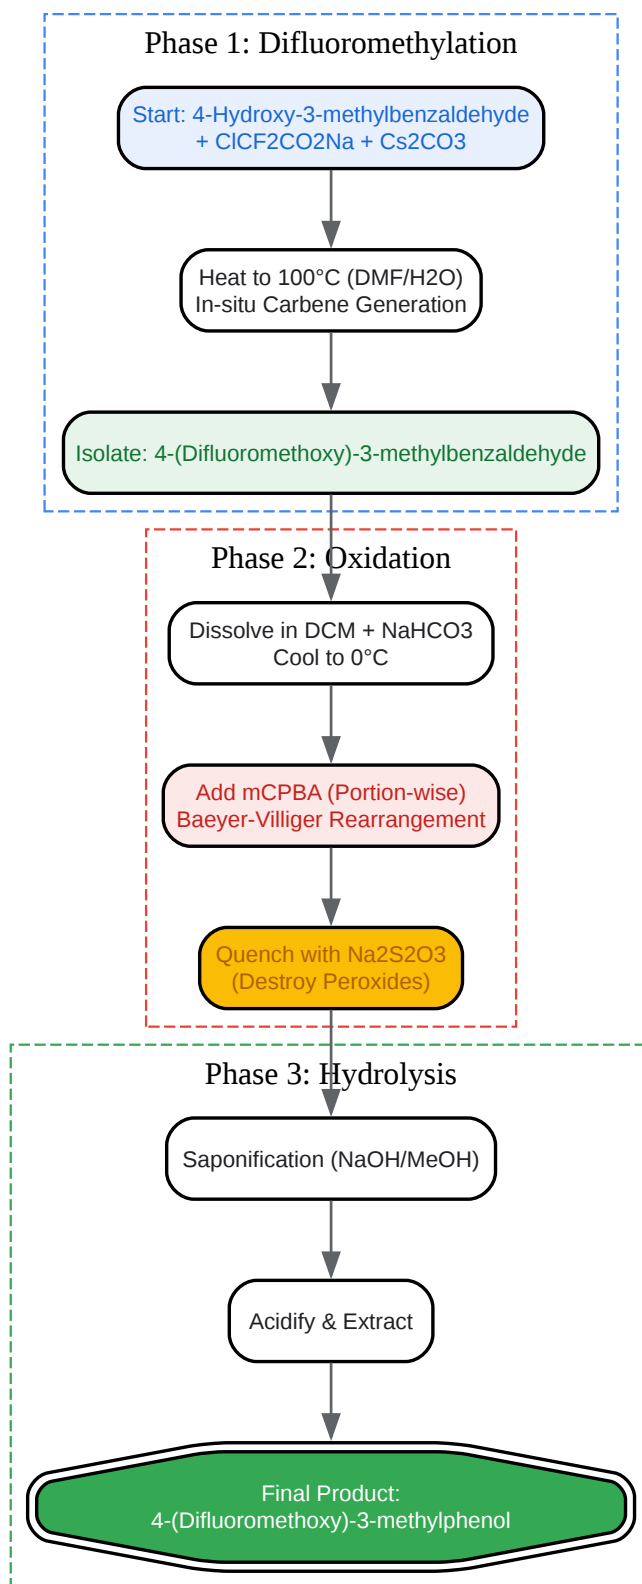 Phase 1: Difluoromethylation
Start: 4-Hydroxy-3-methylbenzaldehyde
+ ClCF2CO2Na + Cs2CO3
Heat to 100°C (DMF/H2O)
In-situ Carbene Generation
Isolate: 4-(Difluoromethoxy)-3-methylbenzaldehyde
Phase 2: Oxidation
Dissolve in DCM + NaHCO3
Cool to 0°C
Add mCPBA (Portion-wise)
Baeyer-Villiger Rearrangement
Quench with Na2S2O3
(Destroy Peroxides)
Phase 3: Hydrolysis
Saponification (NaOH/MeOH)
Acidify & Extract
Final Product:
4-(Difluoromethoxy)-3-methylphenol